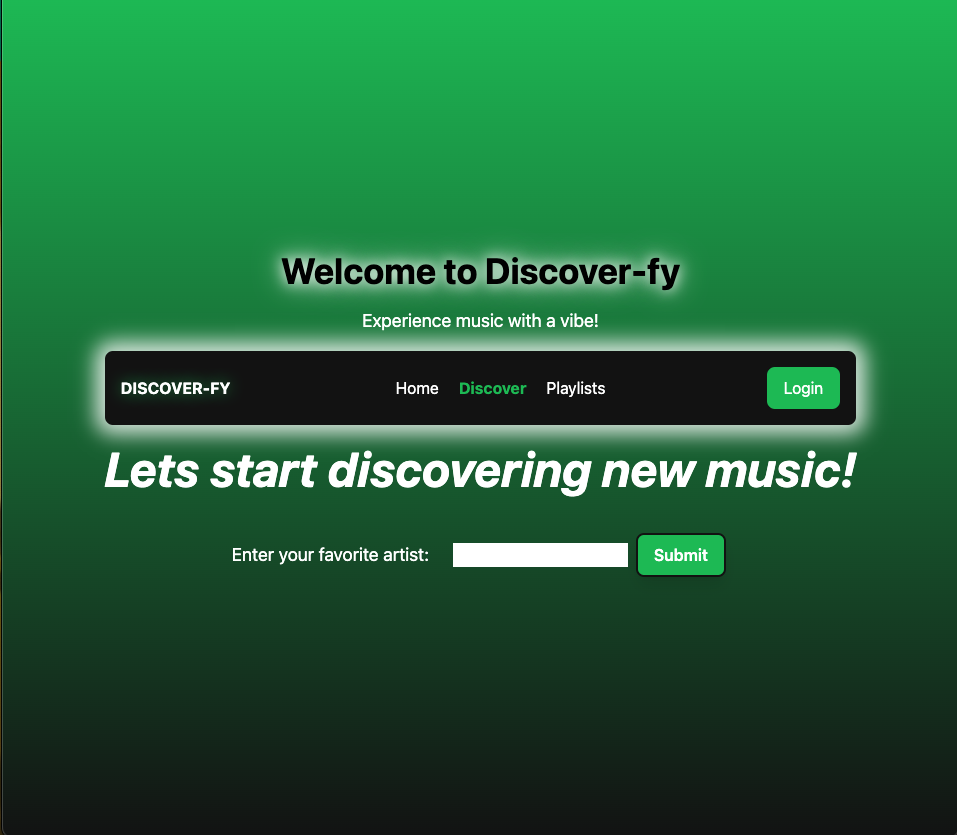 Welcome to Discover-fy
Experience music with a vibe!
DISCOVER-FY Home Discover Playlists Login
Lets start discovering new music!
Enter your favorite artist: Submit